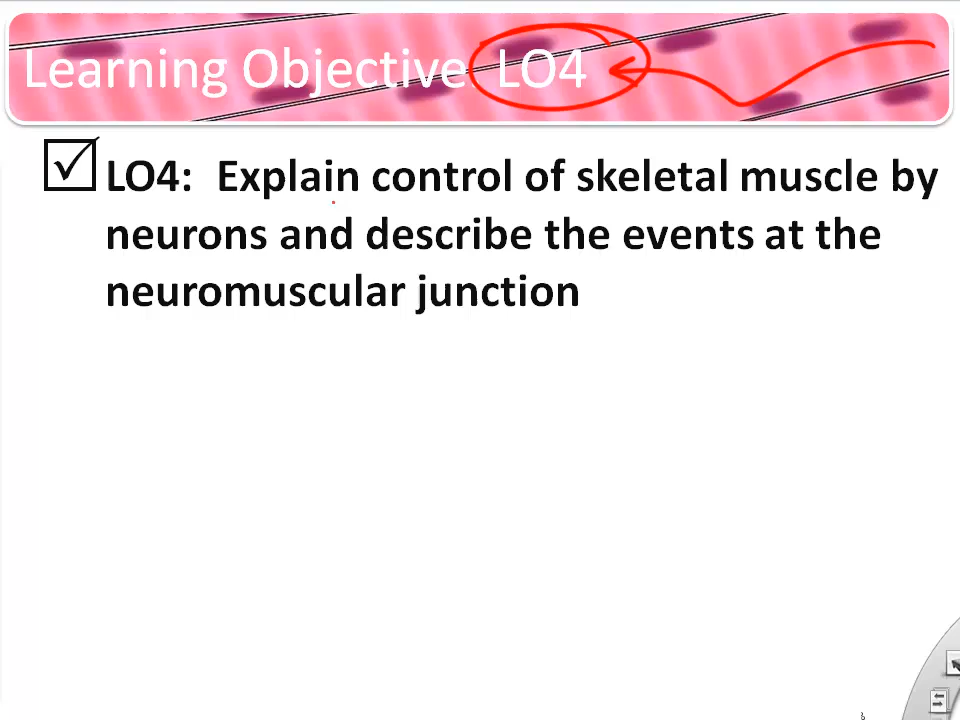 Learning Objective LO4
LO4: Explain control of skeletal muscle by
neurons and describe the events at the
neuromuscular junction